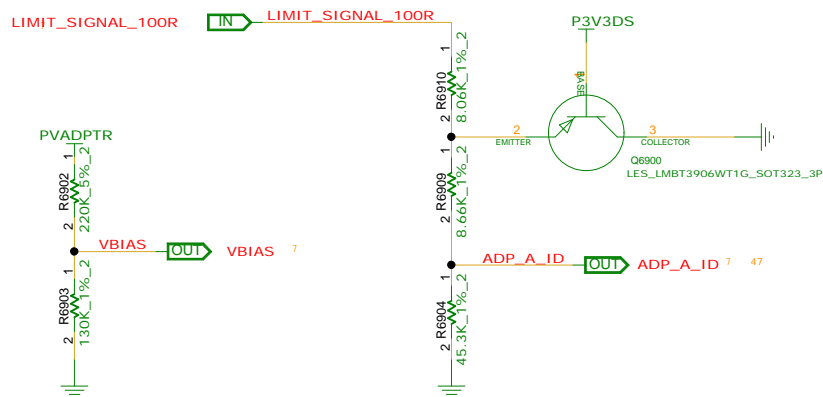 LIMIT_SIGNAL_100R
IN
LIMIT_SIGNAL_100R
P3V3DS
1
R6910
8.06K_1%_2
2
BASE
2
EMITTER
3
COLLECTOR
Q6900
LES_LMBT3906WT1G_SOT323_3P
PVADPTR
1
R6902
220K_5%_2
2
1
R6909
8.66K_1%_2
2
VBIAS
OUT
VBIAS
7
ADP_A_ID
OUT
ADP_A_ID
7
47
1
R6903
130K_1%_2
2
1
R6904
45.3K_1%_2
2